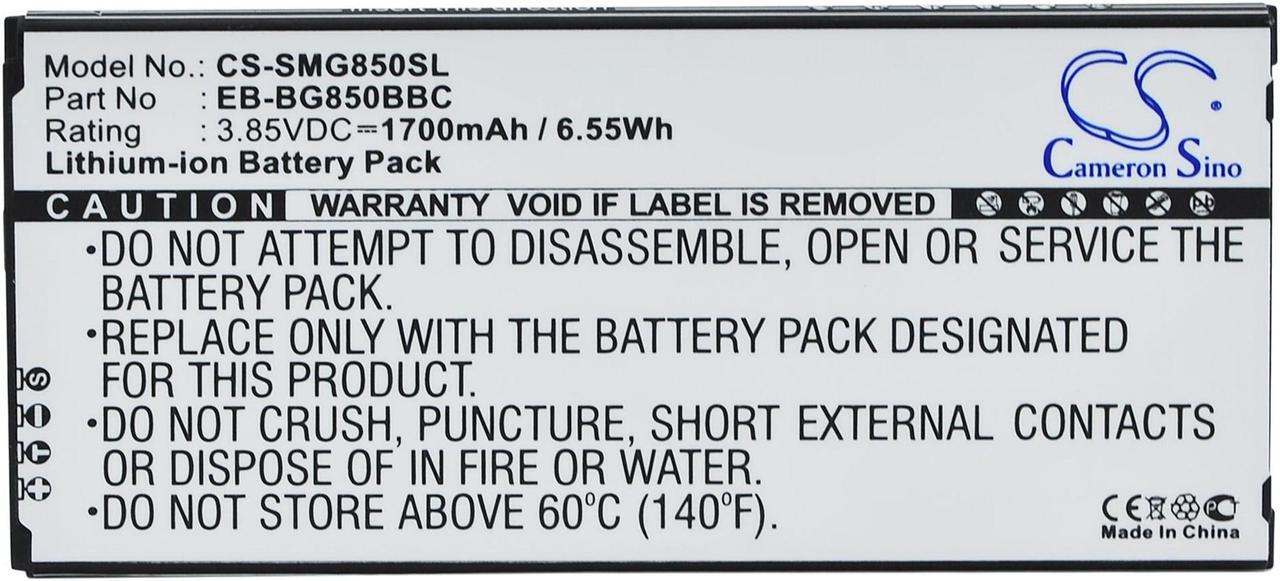 Model No.: CS-SMG850SL
Part No : EB-BG850BBC
Rating : 3.85VDC⎓1700mAh / 6.55Wh
Lithium-ion Battery Pack
CS ®
Cameron Sino
CAUTION WARRANTY VOID IF LABEL IS REMOVED
•DO NOT ATTEMPT TO DISASSEMBLE, OPEN OR SERVICE THE
BATTERY PACK.
•REPLACE ONLY WITH THE BATTERY PACK DESIGNATED
FOR THIS PRODUCT.
•DO NOT CRUSH, PUNCTURE, SHORT EXTERNAL CONTACTS
OR DISPOSE OF IN FIRE OR WATER.
•DO NOT STORE ABOVE 60°C (140°F).
CE
Made In China